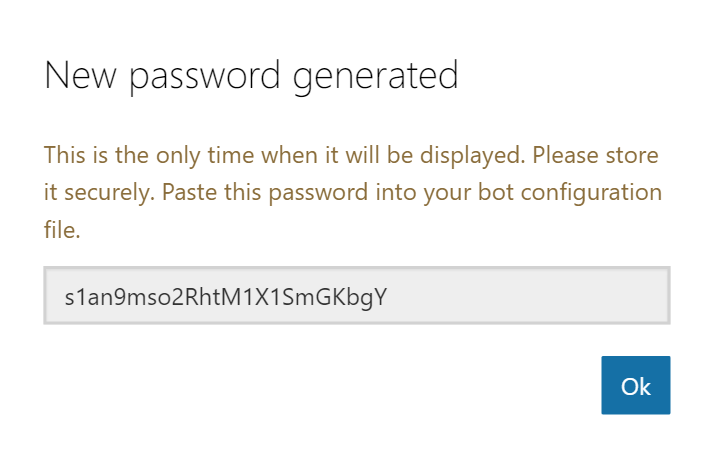 New password generated
This is the only time when it will be displayed. Please store
it securely. Paste this password into your bot configuration
file.
s1an9mso2RhtM1X1SmGKbgY
Ok